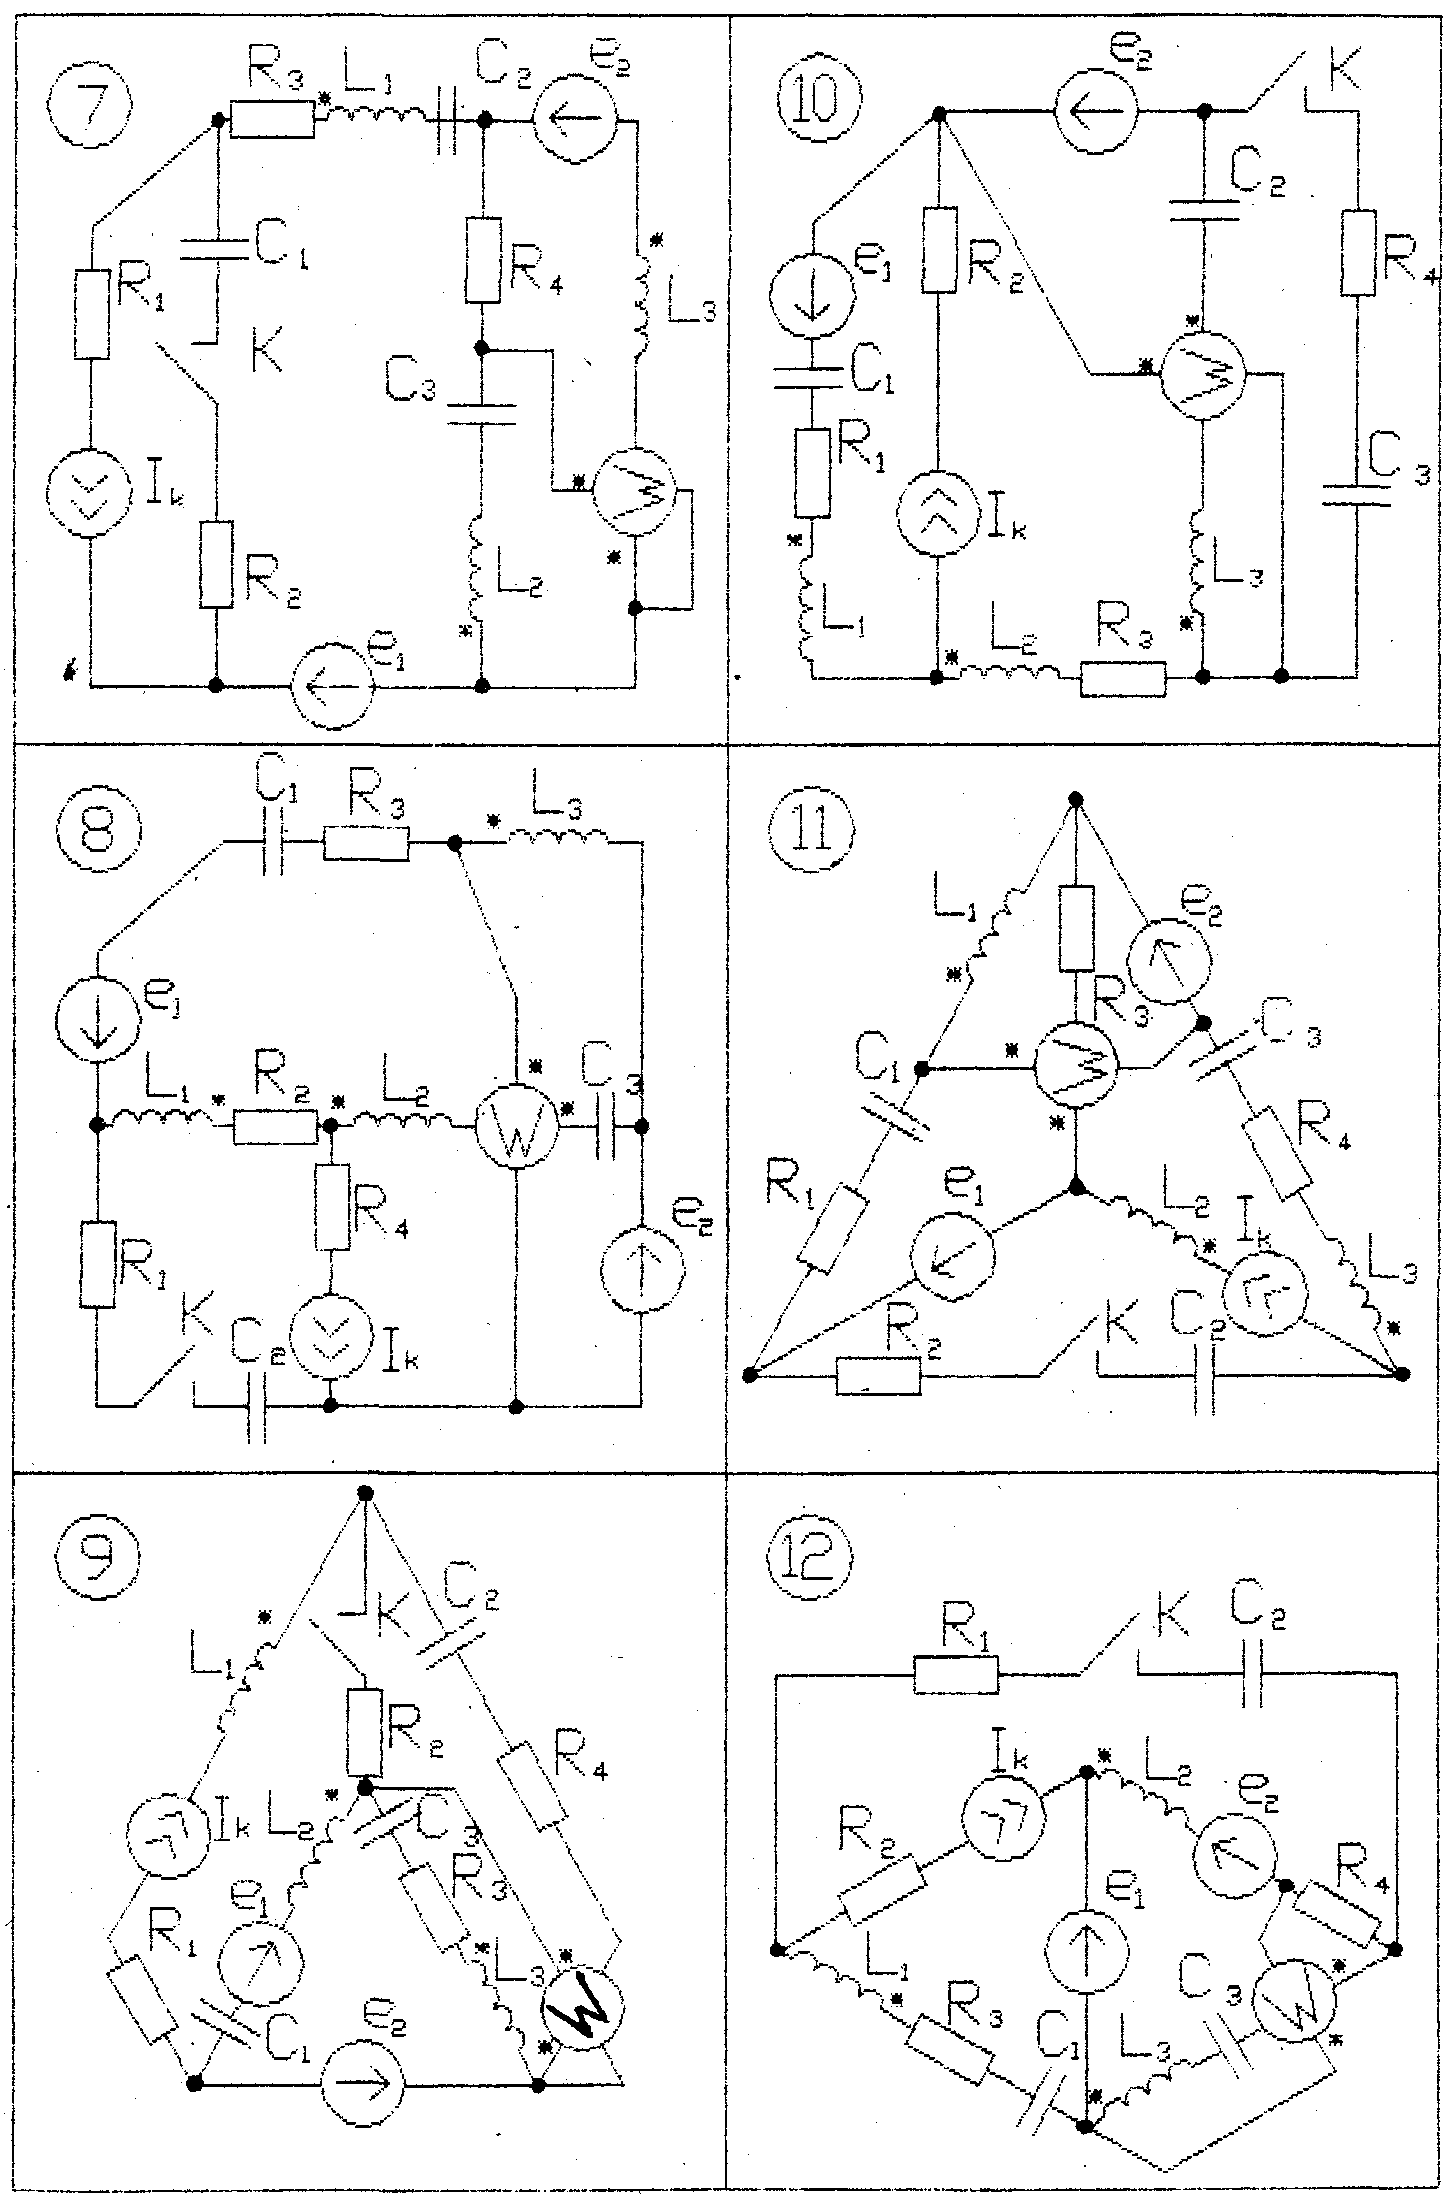 7
R3 * L1 C2 e2
C1 *
R1 R4 L3
K
C3
Ik * W
R2 L2 *
* e1
10
e2 K
C2
e1 R2 R4
* * W
C1
R1 C3
Ik
* L1 L3
* L2 R3 *
8
C1 R3 * L3
e1
L1 * R2 * L2 * W * C3
R1 R4 e2
K C2 Ik
11
L1 e2
*
R3
C1 * W C3
* R4
R1 e1 L2 Ik
* L3
R2 K C2 *
9
C2
* K
L1
R2 R4
* L2 C3
Ik
e1 R3
R1 * L3 * W
C1 e2 *
12
R1 K C2
Ik * L2
e2
R2 e1 R4
L1 C3 *
* R3 W
C1 L3 *
*